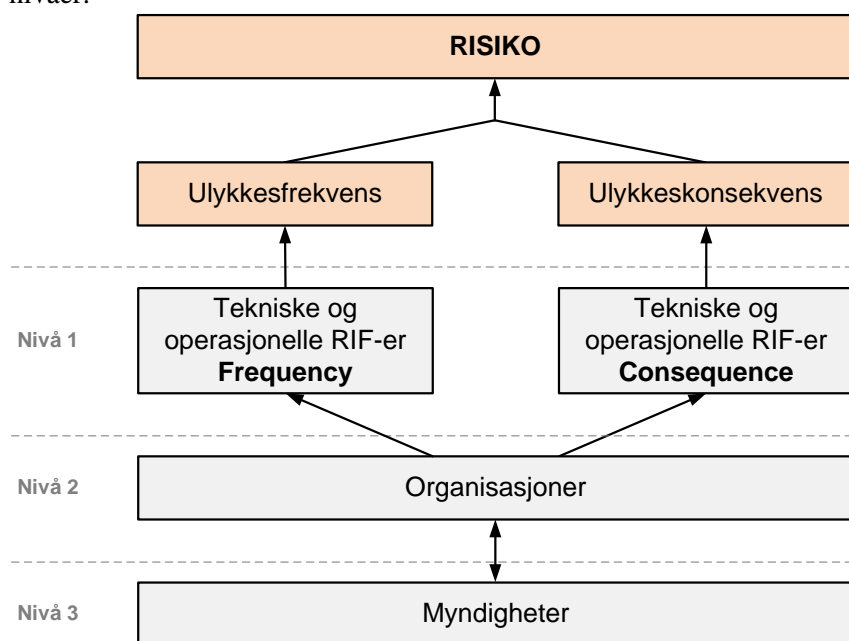 nivåer.
RISIKO
Ulykkesfrekvens
Ulykkeskonsekvens
Nivå 1
Tekniske og
operasjonelle RIF-er
Frequency
Tekniske og
operasjonelle RIF-er
Consequence
Nivå 2
Organisasjoner
Nivå 3
Myndigheter